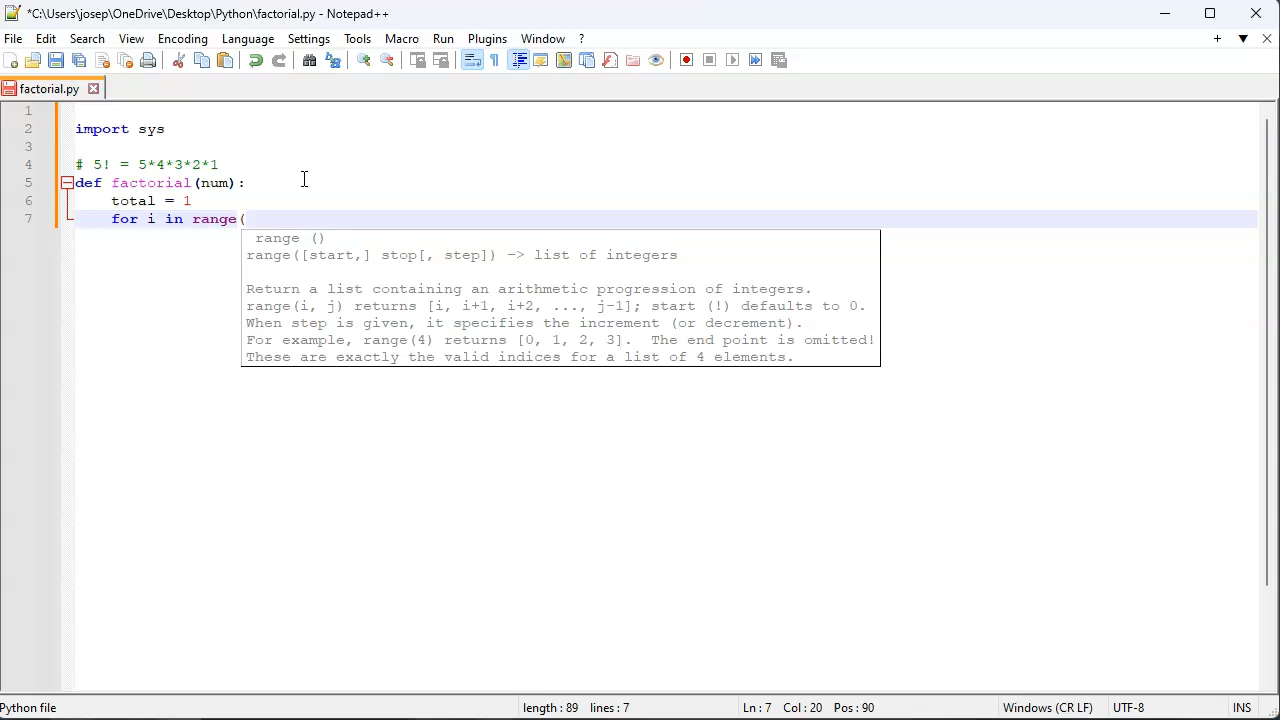 *C:\Users\josep\OneDrive\Desktop\Python\factorial.py - Notepad++
File Edit Search View Encoding Language Settings Tools Macro Run Plugins Window ?
factorial.py
1
2 import sys
3
4 # 5! = 5*4*3*2*1
5 def factorial(num):
6 total = 1
7 for i in range(
range ()
range([start,] stop[, step]) -> list of integers
Return a list containing an arithmetic progression of integers.
range(i, j) returns [i, i+1, i+2, ..., j-1]; start (!) defaults to 0.
When step is given, it specifies the increment (or decrement).
For example, range(4) returns [0, 1, 2, 3].  The end point is omitted!
These are exactly the valid indices for a list of 4 elements.
Python file length : 89 lines : 7 Ln : 7 Col : 20 Pos : 90 Windows (CR LF) UTF-8 INS